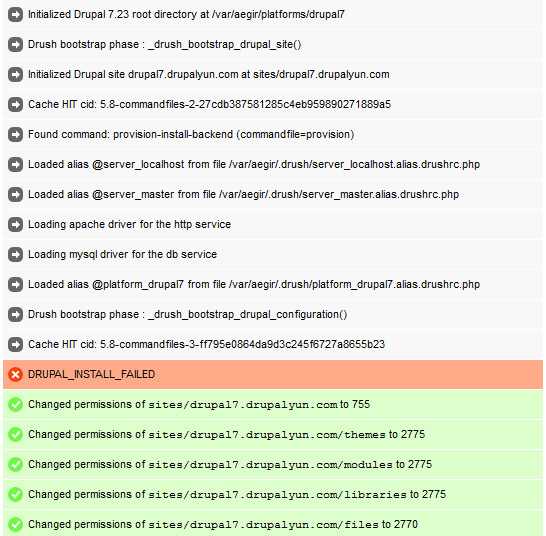 Initialized Drupal 7.23 root directory at /var/aegir/platforms/drupal7
Drush bootstrap phase : _drush_bootstrap_drupal_site()
Initialized Drupal site drupal7.drupalyun.com at sites/drupal7.drupalyun.com
Cache HIT cid: 5.8-commandfiles-2-27cdb387581285c4eb959890271889a5
Found command: provision-install-backend (commandfile=provision)
Loaded alias @server_localhost from file /var/aegir/.drush/server_localhost.alias.drushrc.php
Loaded alias @server_master from file /var/aegir/.drush/server_master.alias.drushrc.php
Loading apache driver for the http service
Loading mysql driver for the db service
Loaded alias @platform_drupal7 from file /var/aegir/.drush/platform_drupal7.alias.drushrc.php
Drush bootstrap phase : _drush_bootstrap_drupal_configuration()
Cache HIT cid: 5.8-commandfiles-3-ff795e0864da9d3c245f6727a8655b23
DRUPAL_INSTALL_FAILED
Changed permissions of sites/drupal7.drupalyun.com to 755
Changed permissions of sites/drupal7.drupalyun.com/themes to 2775
Changed permissions of sites/drupal7.drupalyun.com/modules to 2775
Changed permissions of sites/drupal7.drupalyun.com/libraries to 2775
Changed permissions of sites/drupal7.drupalyun.com/files to 2770